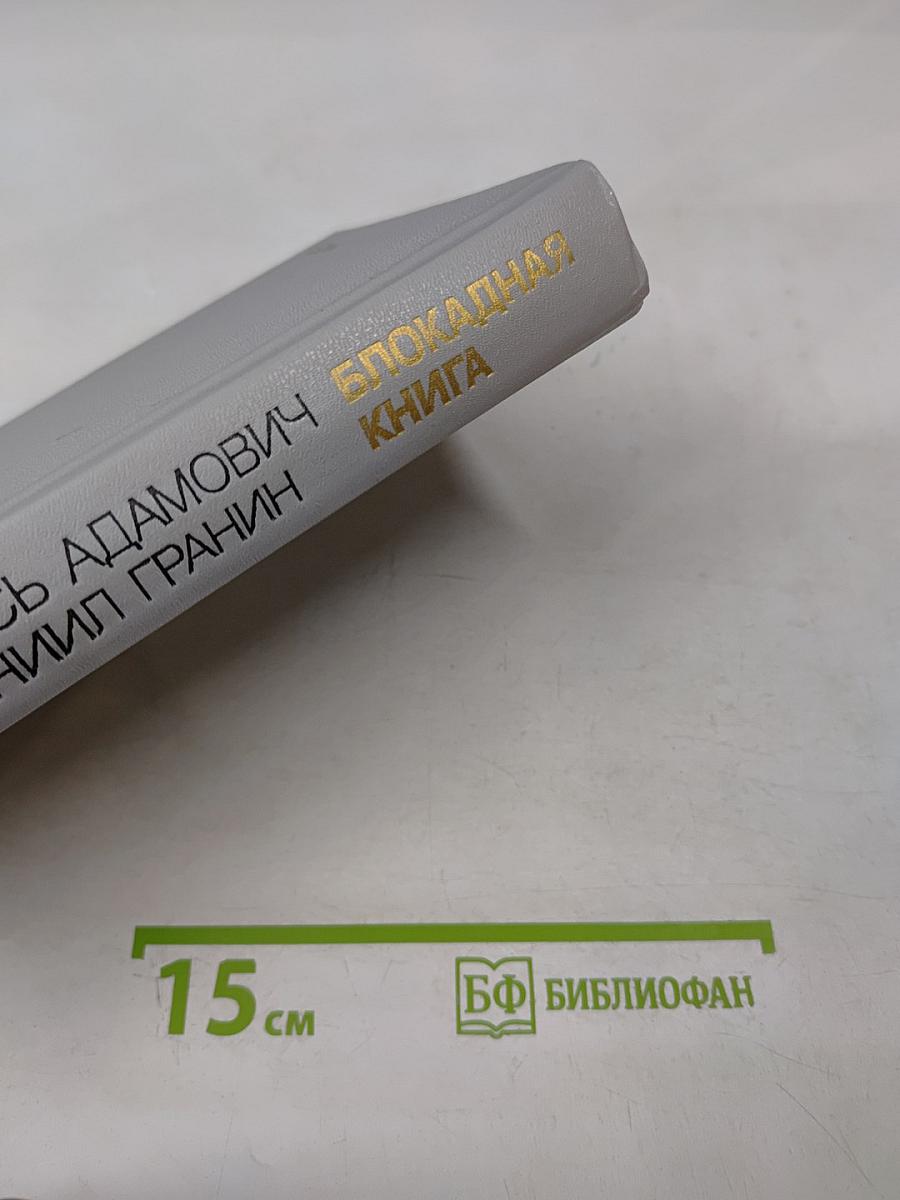 СЬ АДАМОВИЧ
НИИЛ ГРАНИН
БЛОКАДНАЯ
КНИГА
15 см
БФ БИБЛИОФАН